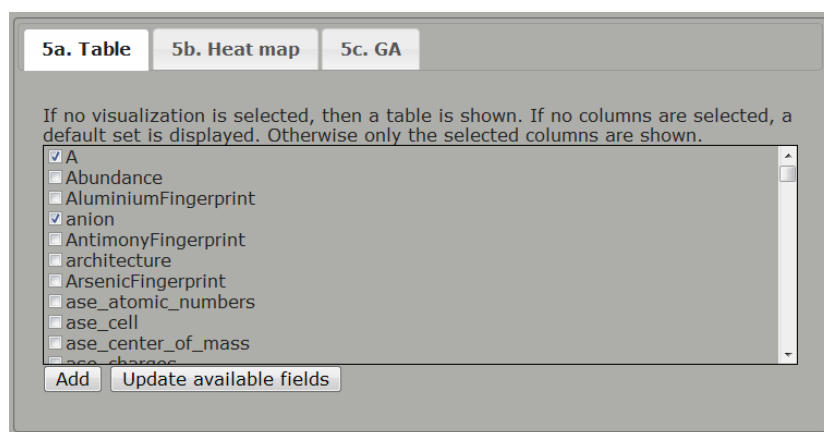 5a. Table 5b. Heat map 5c. GA
If no visualization is selected, then a table is shown. If no columns are selected, a
default set is displayed. Otherwise only the selected columns are shown.
A
Abundance
AluminiumFingerprint
anion
AntimonyFingerprint
architecture
ArsenicFingerprint
ase_atomic_numbers
ase_cell
ase_center_of_mass
ase_charges
Add Update available fields